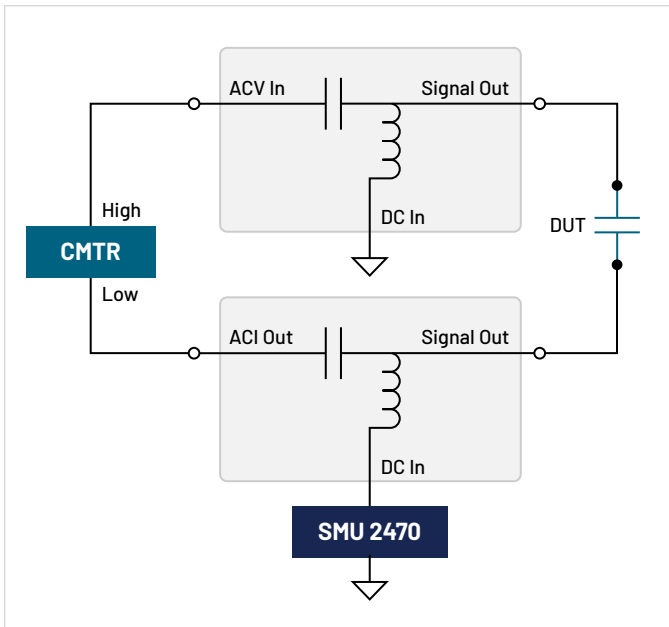 ACV In
Signal Out
DC In
High
CMTR
Low
DUT
ACI Out
Signal Out
DC In
SMU 2470